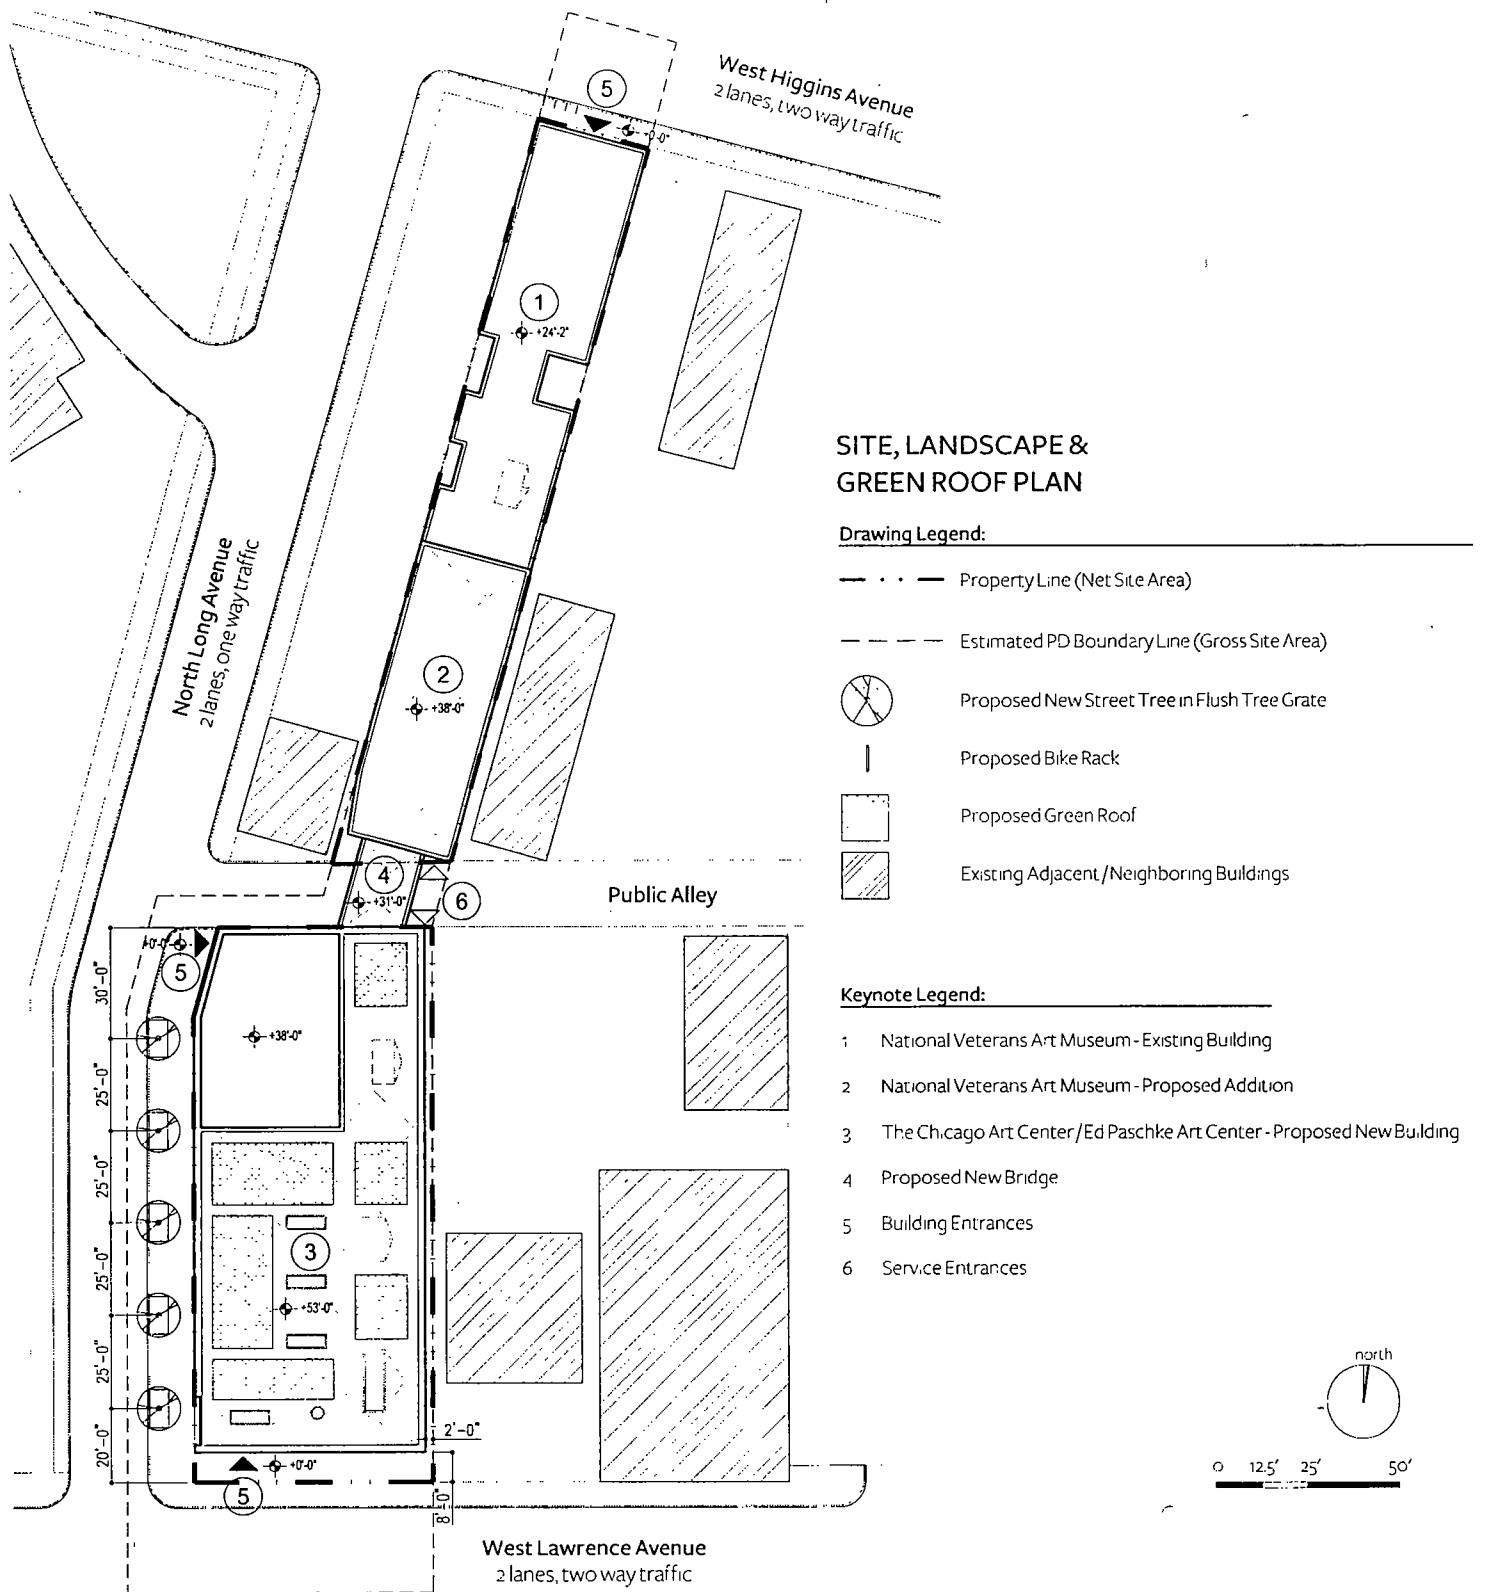 West Higgins Avenue
2 lanes, two way traffic
5
+0'-0"
1
+24'-2"
SITE, LANDSCAPE &
GREEN ROOF PLAN
Drawing Legend:
Property Line (Net Site Area)
Estimated PD Boundary Line (Gross Site Area)
Proposed New Street Tree in Flush Tree Grate
Proposed Bike Rack
Proposed Green Roof
Existing Adjacent/Neighboring Buildings
North Long Avenue
2 lanes, one way traffic
2
+38'-0"
4
+31'-0"
6
Public Alley
+0'-0"
5
30'-0"
+38'-0"
25'-0"
25'-0"
25'-0"
25'-0"
20'-0"
3
+53'-0"
2'-0"
+0'-0"
5
8'-0"
West Lawrence Avenue
2 lanes, two way traffic
Keynote Legend:
1 National Veterans Art Museum - Existing Building
2 National Veterans Art Museum - Proposed Addition
3 The Chicago Art Center/Ed Paschke Art Center - Proposed New Building
4 Proposed New Bridge
5 Building Entrances
6 Service Entrances
north
0 12.5' 25' 50'